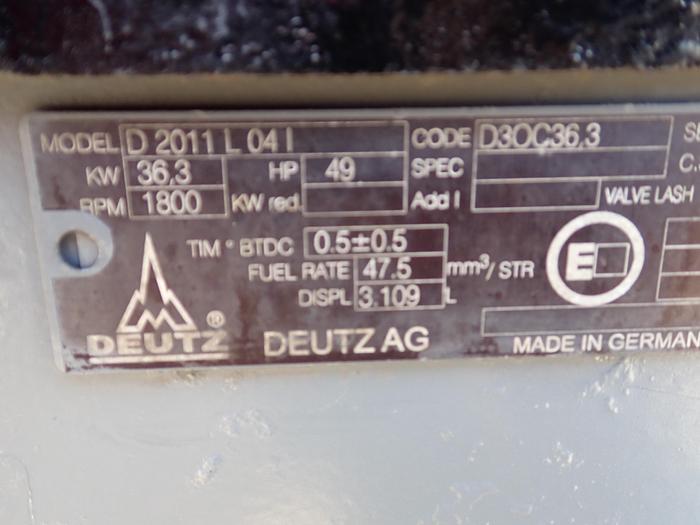 MODEL D 2011 L 04 I CODE D3OC36,3
KW 36,3 HP 49 SPEC
RPM 1800 KW red. Add I VALVE LASH
TIM ° BTDC 0.5±0.5
FUEL RATE 47.5 mm³/STR E
DISPL 3.109 L
DEUTZ ® DEUTZ AG MADE IN GERMAN